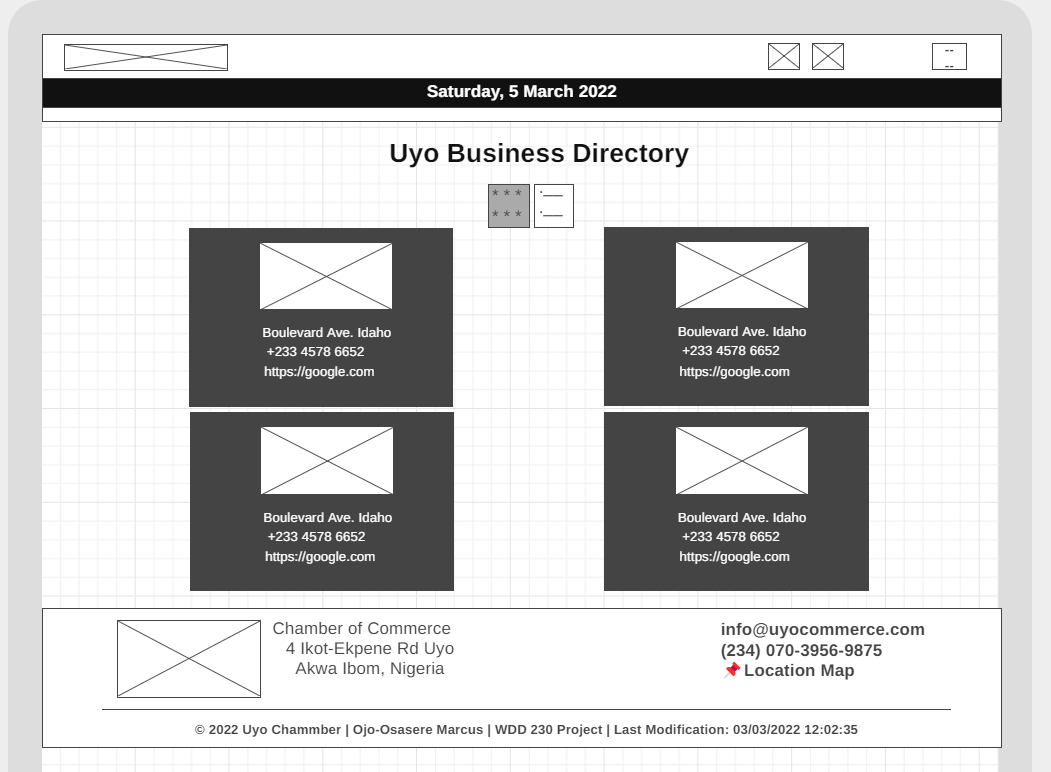 --
--
Saturday, 5 March 2022
Uyo Business Directory
* * *
* * *
Boulevard Ave. Idaho
+233 4578 6652
https://google.com
Boulevard Ave. Idaho
+233 4578 6652
https://google.com
Boulevard Ave. Idaho
+233 4578 6652
https://google.com
Boulevard Ave. Idaho
+233 4578 6652
https://google.com
Chamber of Commerce
4 Ikot-Ekpene Rd Uyo
Akwa Ibom, Nigeria
info@uyocommerce.com
(234) 070-3956-9875
📌 Location Map
© 2022 Uyo Chammber | Ojo-Osasere Marcus | WDD 230 Project | Last Modification: 03/03/2022 12:02:35